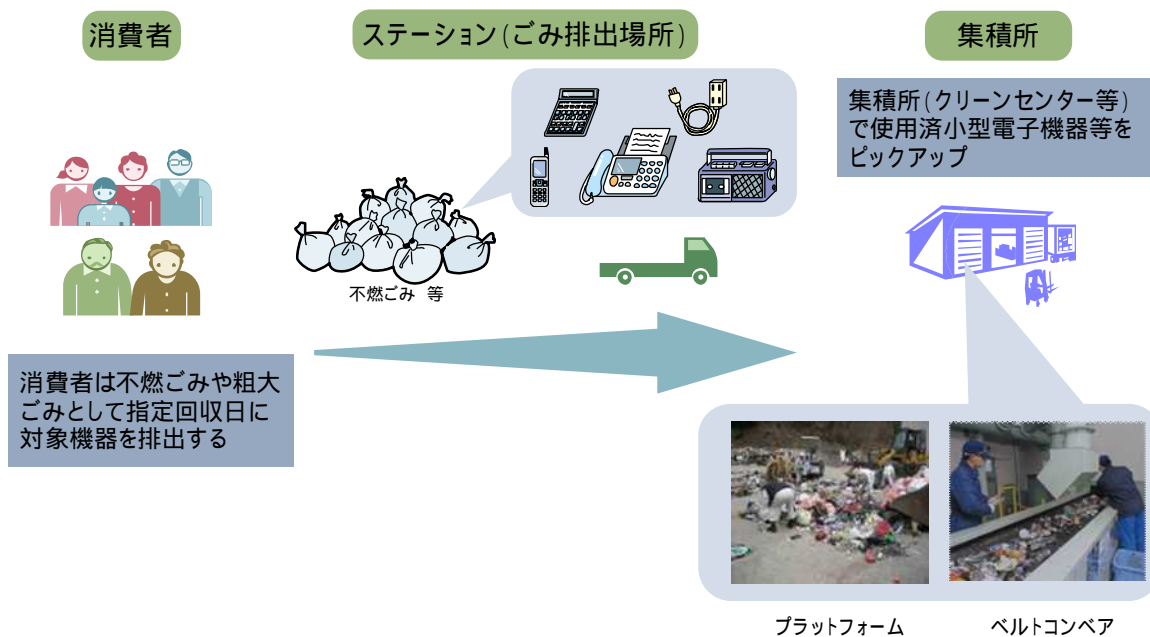 消費者
ステーション(ごみ排出場所)
集積所
集積所(クリーンセンター等)
で使用済小型電子機器等を
ピックアップ
不燃ごみ 等
消費者は不燃ごみや粗大
ごみとして指定回収日に
対象機器を排出する
プラットフォーム
ベルトコンベア